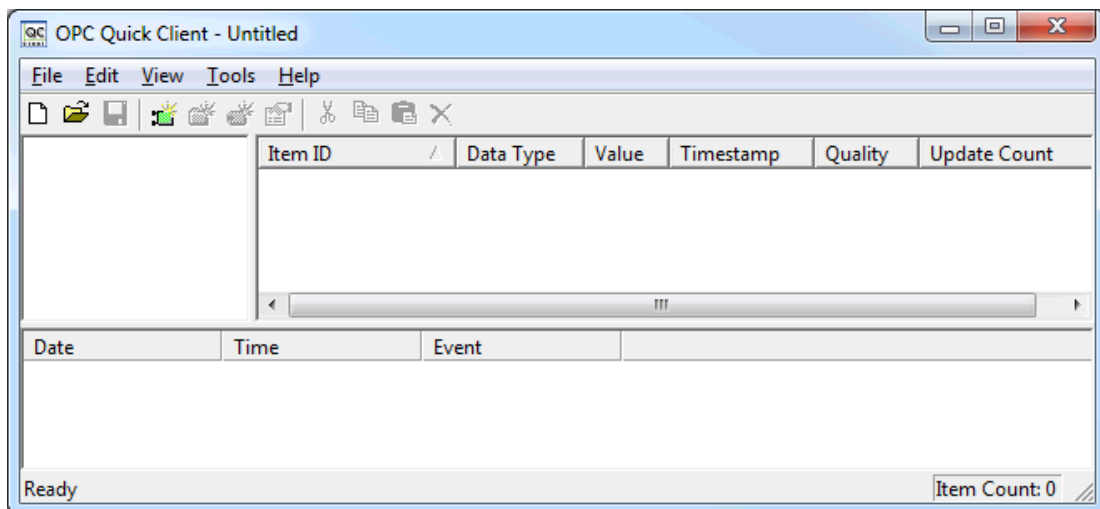 OPC Quick Client - Untitled
File Edit View Tools Help
Item ID Data Type Value Timestamp Quality Update Count
Date Time Event
Ready Item Count: 0